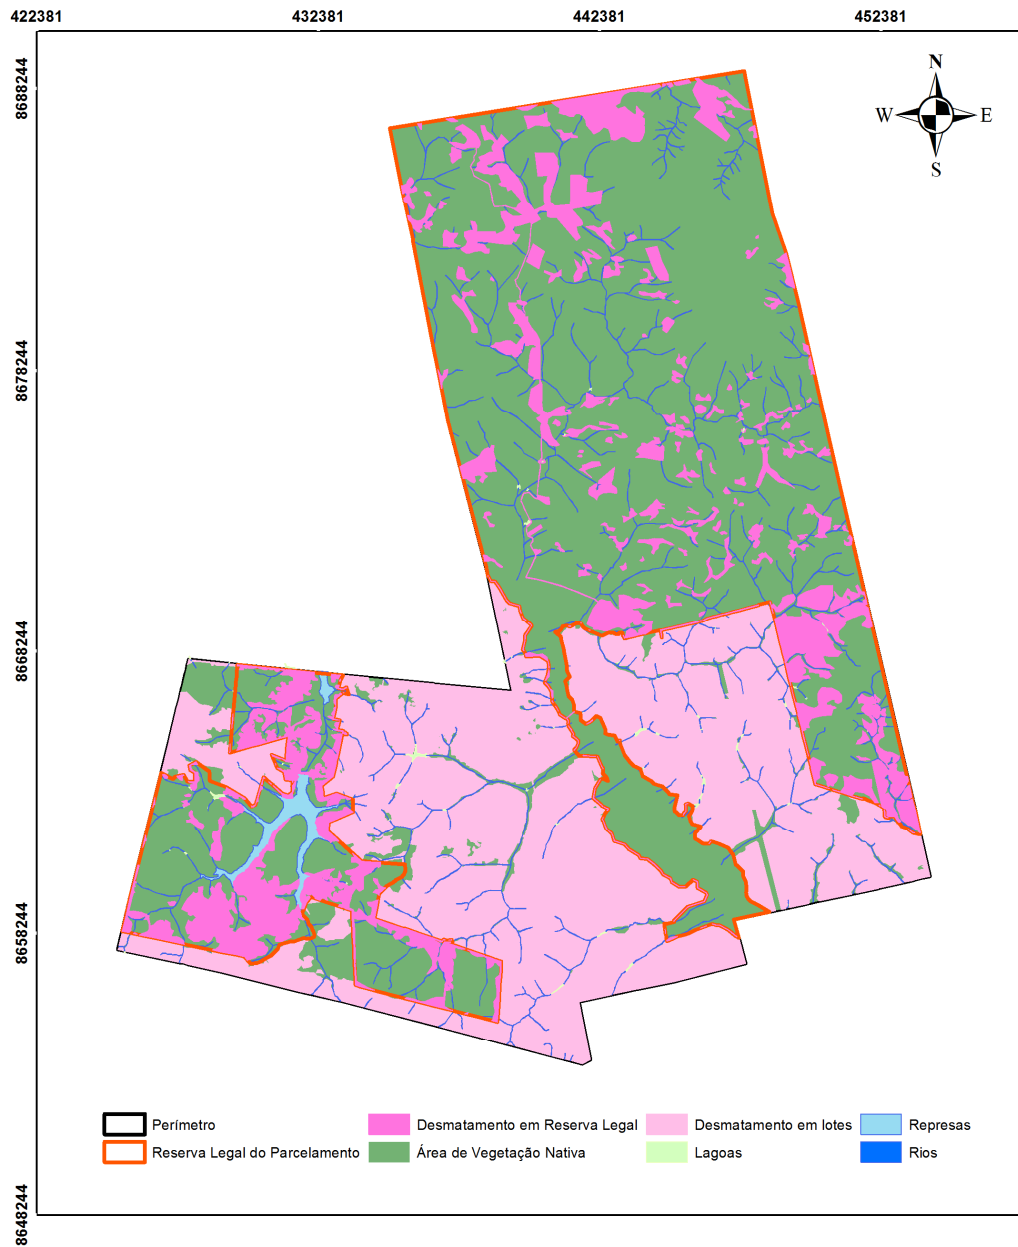 422381 432381 442381 452381
8688244
8678244
8668244
8658244
8648244
N
W E
S
Perímetro
Reserva Legal do Parcelamento
Desmatamento em Reserva Legal
Área de Vegetação Nativa
Desmatamento em lotes
Lagoas
Represas
Rios